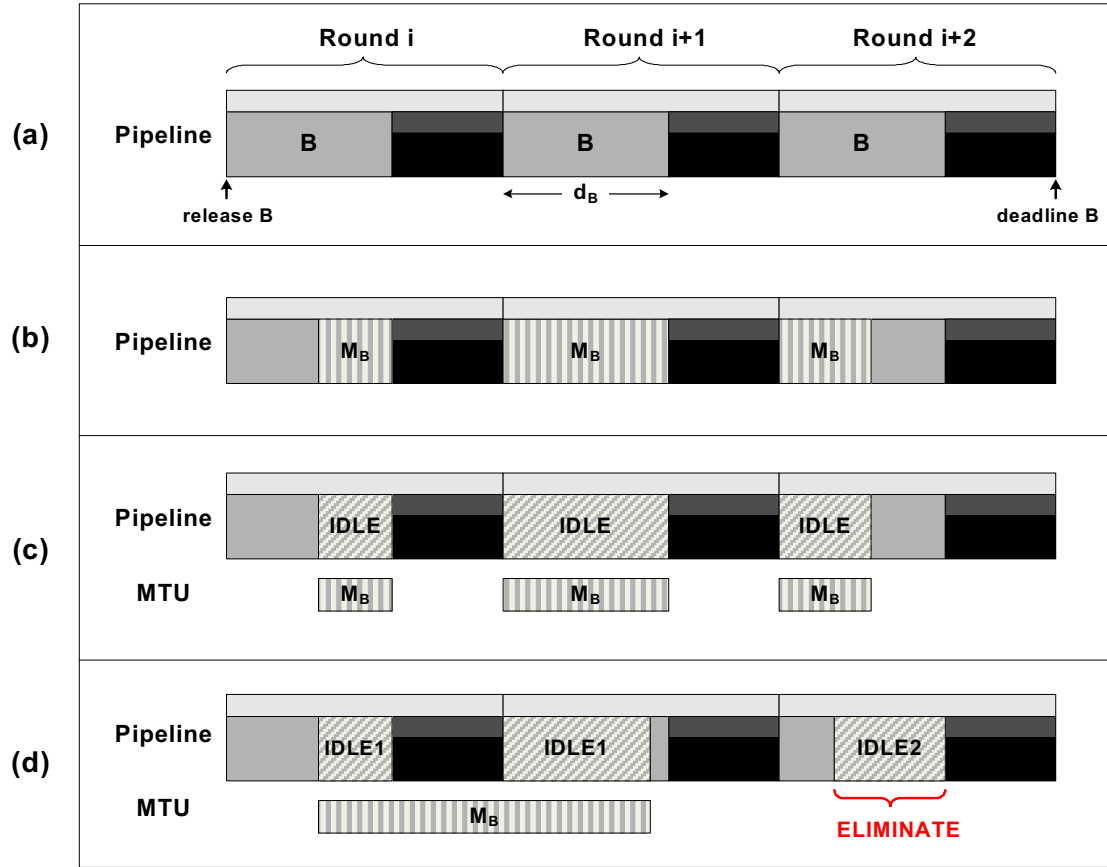 Round i Round i+1 Round i+2
(a) Pipeline B B B
d_B
release B deadline B
(b) Pipeline M_B M_B M_B
Pipeline IDLE IDLE IDLE
(c)
MTU M_B M_B M_B
Pipeline IDLE1 IDLE1 IDLE2
(d)
MTU M_B
ELIMINATE